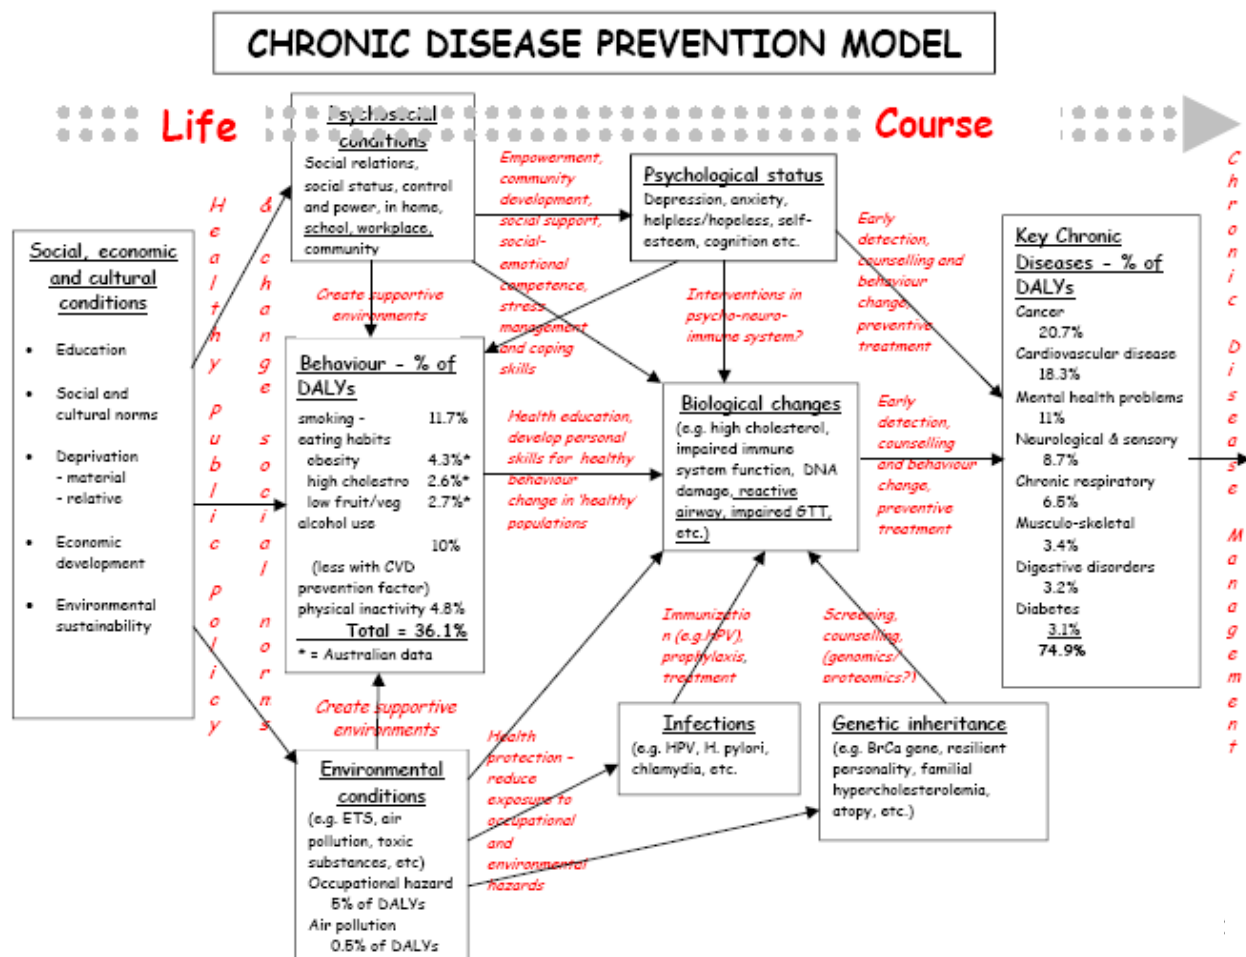 CHRONIC DISEASE PREVENTION MODEL
Life
Course
Social, economic
and cultural
conditions
• Education
• Social and
cultural norms
• Deprivation
- material
- relative
• Economic
development
• Environmental
sustainability
Healthy public policy
& change social norms
Psychosocial
conditions
Social relations,
social status, control
and power, in home,
school, workplace,
community
Create supportive
environments
Behaviour - % of
DALYs
smoking - 11.7%
eating habits
obesity 4.3%*
high cholestro 2.6%*
low fruit/veg 2.7%*
alcohol use
10%
(less with CVD
prevention factor)
physical inactivity 4.8%
Total = 36.1%
* = Australian data
Create supportive
environments
Environmental
conditions
(e.g. ETS, air
pollution, toxic
substances, etc)
Occupational hazard
5% of DALYs
Air pollution
0.5% of DALYs
Empowerment,
community
development,
social support,
social-
emotional
competence,
stress
management
and coping
skills
Health education,
develop personal
skills for healthy
behaviour
change in 'healthy
populations
Health
protection –
reduce
exposure to
occupational
and
environmental
hazards
Psychological status
Depression, anxiety,
helpless/hopeless, self-
esteem, cognition etc.
Interventions in
psycho-neuro-
immune system?
Biological changes
(e.g. high cholesterol,
impaired immune
system function, DNA
damage, reactive
airway, impaired GTT,
etc.)
Immunizatio
n (e.g.HPV),
prophylaxis,
treatment
Screening,
counselling,
(genomics/
proteomics?)
Infections
(e.g. HPV, H. pylori,
chlamydia, etc.
Genetic inheritance
(e.g. BrCa gene, resilient
personality, familial
hypercholesterolemia,
atopy, etc.)
Early
detection,
counselling and
behaviour
change,
preventive
treatment
Early
detection,
counselling
and behaviour
change,
preventive
treatment
Key Chronic
Diseases - % of
DALYs
Cancer
20.7%
Cardiovascular disease
18.3%
Mental health problems
11%
Neurological & sensory
8.7%
Chronic respiratory
6.5%
Musculo-skeletal
3.4%
Digestive disorders
3.2%
Diabetes
3.1%
74.9%
Chronic Disease Management